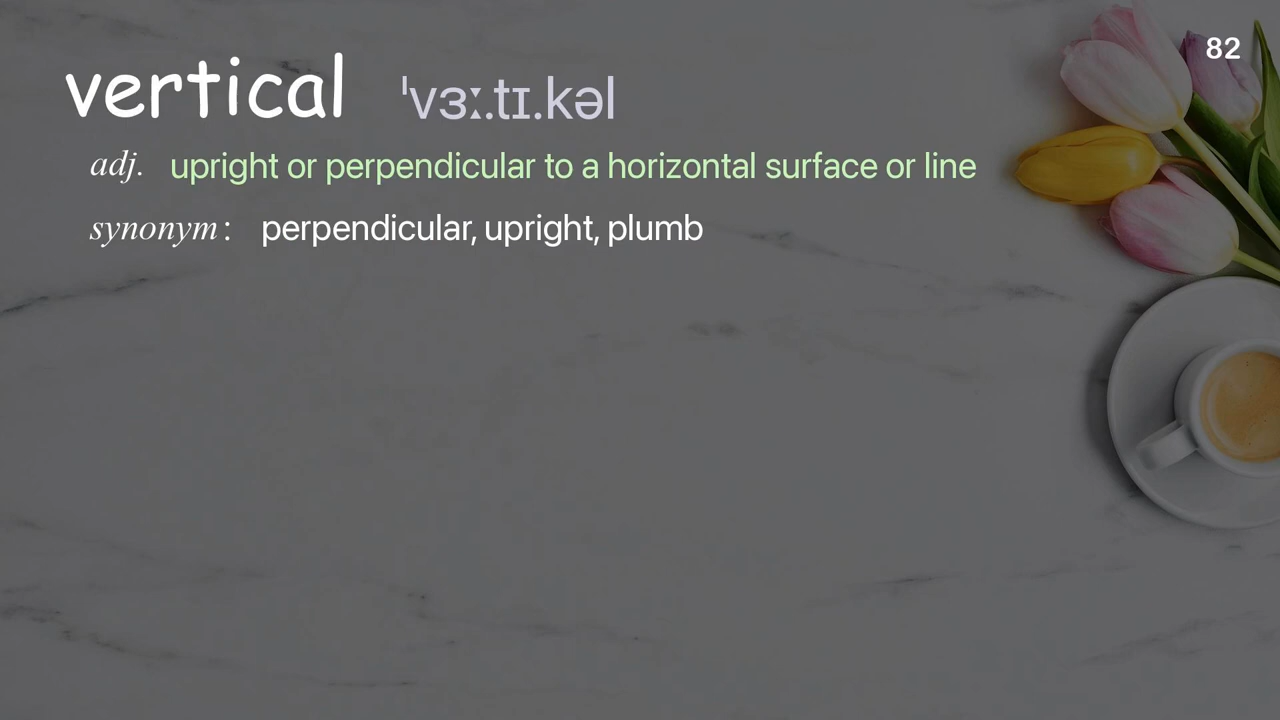 82
vertical ˈvɜː.tɪ.kəl
adj. upright or perpendicular to a horizontal surface or line
synonym: perpendicular, upright, plumb